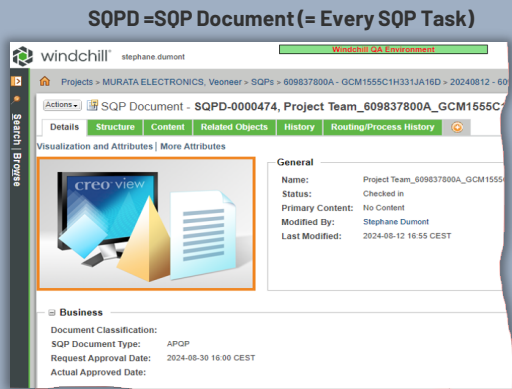 SQPD =SQP Document (= Every SQP Task)
windchill
stephane.dumont
Windchill QA Environment
Projects > MURATA ELECTRONICS, Veoneer > SQPs > 609837800A - GCM1555C1H331JA16D > 20240812 - 60
Actions
SQP Document - SQPD-0000474, Project Team_609837800A_GCM1555C1
Details Structure Content Related Objects History Routing/Process History
Visualization and Attributes | More Attributes
Search | Browse
creo view
General
Name: Project Team_609837800A_GCM1555
Status: Checked in
Primary Content: No Content
Modified By: Stephane Dumont
Last Modified: 2024-08-12 16:55 CEST
Business
Document Classification:
SQP Document Type: APQP
Request Approval Date: 2024-08-30 16:00 CEST
Actual Approved Date: